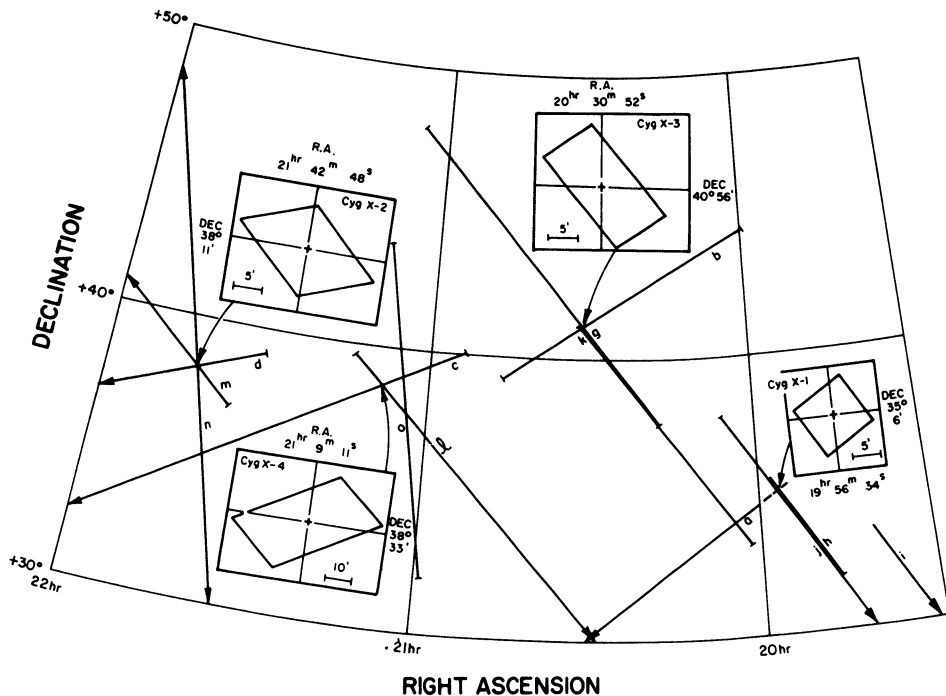 +50°
R.A.
20hr 30m 52s
Cyg X-3
DEC
40° 56'
5'
R.A.
21hr 42m 48s
Cyg X-2
DEC
38°
11'
5'
b
DECLINATION
+40°
k g
d
m
c
n
o
l
Cyg X-1
DEC
35°
6'
5'
19hr 56m 34s
R.A.
21hr 9m 11s
Cyg X-4
DEC
38°
33'
10'
a
j h
i
+30°
22hr
21hr
20hr
RIGHT ASCENSION